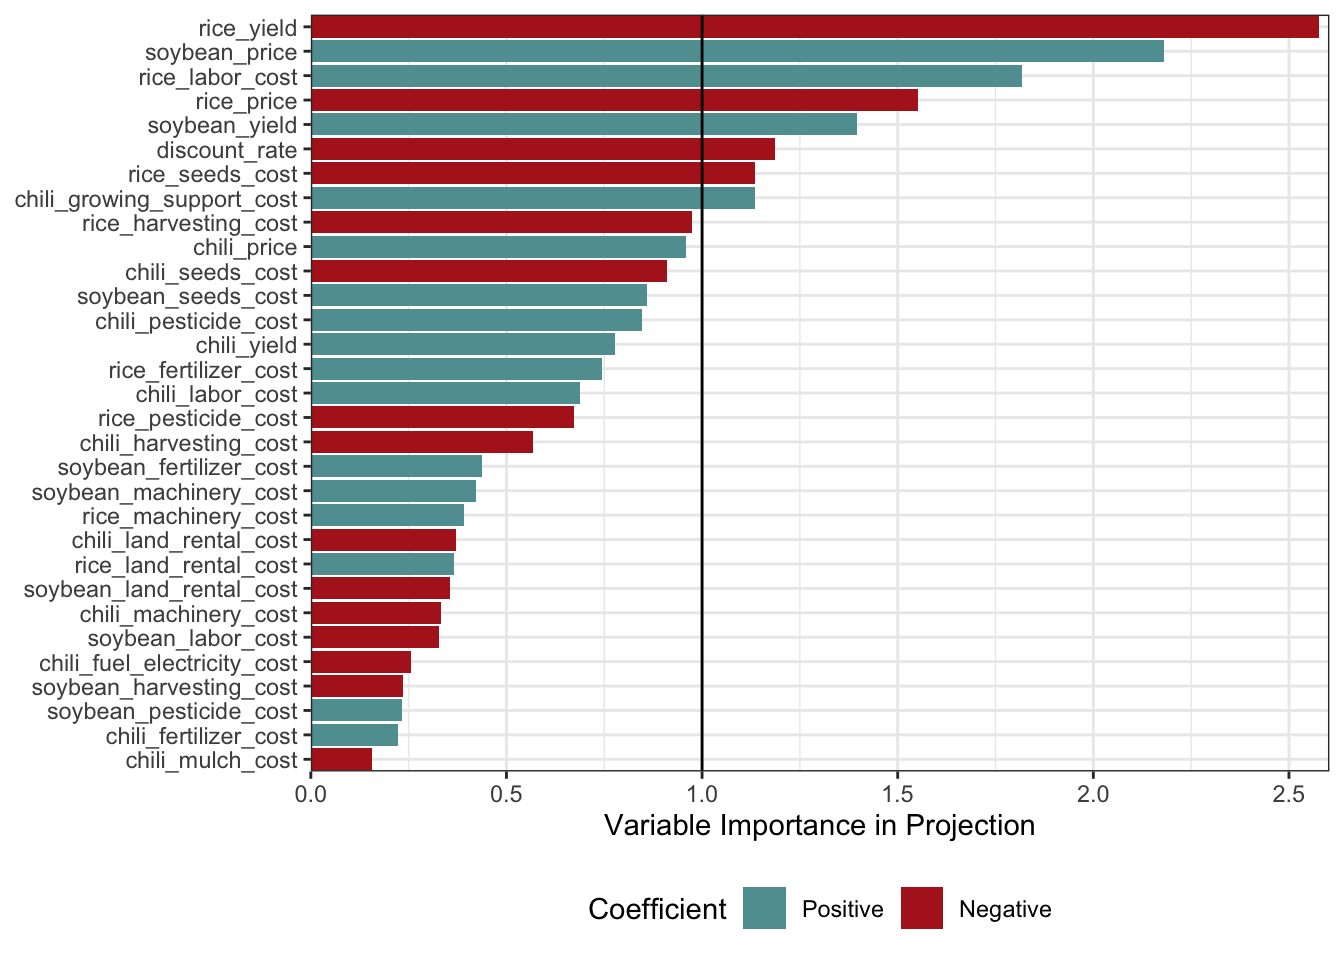 rice_yield
soybean_price
rice_labor_cost
rice_price
soybean_yield
discount_rate
rice_seeds_cost
chili_growing_support_cost
rice_harvesting_cost
chili_price
chili_seeds_cost
soybean_seeds_cost
chili_pesticide_cost
chili_yield
rice_fertilizer_cost
chili_labor_cost
rice_pesticide_cost
chili_harvesting_cost
soybean_fertilizer_cost
soybean_machinery_cost
rice_machinery_cost
chili_land_rental_cost
rice_land_rental_cost
soybean_land_rental_cost
chili_machinery_cost
soybean_labor_cost
chili_fuel_electricity_cost
soybean_harvesting_cost
soybean_pesticide_cost
chili_fertilizer_cost
chili_mulch_cost
0.0 0.5 1.0 1.5 2.0 2.5
Variable Importance in Projection
Coefficient Positive Negative